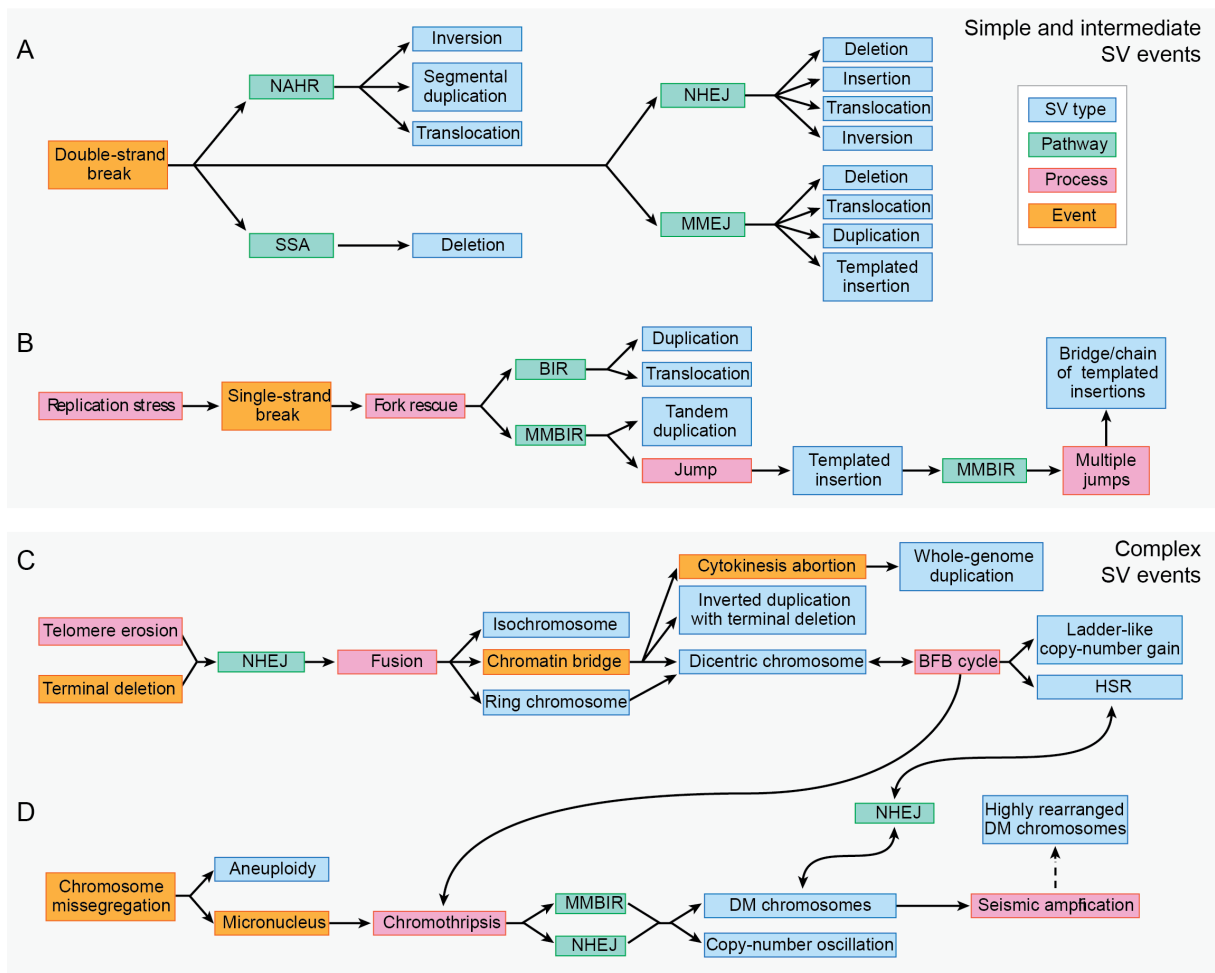 A
Simple and intermediate
SV events
Inversion
Segmental
duplication
Translocation
NAHR
Double-strand
break
SSA
Deletion
NHEJ
Deletion
Insertion
Translocation
Inversion
MMEJ
Deletion
Translocation
Duplication
Templated
insertion
SV type
Pathway
Process
Event
B
Replication stress
Single-strand
break
Fork rescue
BIR
Duplication
Translocation
MMBIR
Tandem
duplication
Jump
Templated
insertion
MMBIR
Multiple
jumps
Bridge/chain
of templated
insertions
C
Complex
SV events
Telomere erosion
Terminal deletion
NHEJ
Fusion
Isochromosome
Chromatin bridge
Ring chromosome
Cytokinesis abortion
Whole-genome
duplication
Inverted duplication
with terminal deletion
Dicentric chromosome
BFB cycle
Ladder-like
copy-number gain
HSR
D
NHEJ
Highly rearranged
DM chromosomes
Chromosome
missegregation
Aneuploidy
Micronucleus
Chromothripsis
MMBIR
NHEJ
DM chromosomes
Copy-number oscillation
Seismic amplification